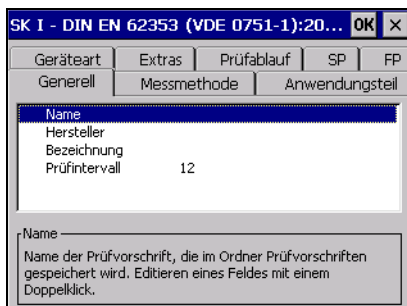 SK I - DIN EN 62353 (VDE 0751-1):20... OK ×
Geräteart Extras Prüfablauf SP FP
Generell Messmethode Anwendungsteil
Name
Hersteller
Bezeichnung
Prüfintervall 12
Name
Name der Prüfvorschrift, die im Ordner Prüfvorschriften
gespeichert wird. Editieren eines Feldes mit einem
Doppelklick.